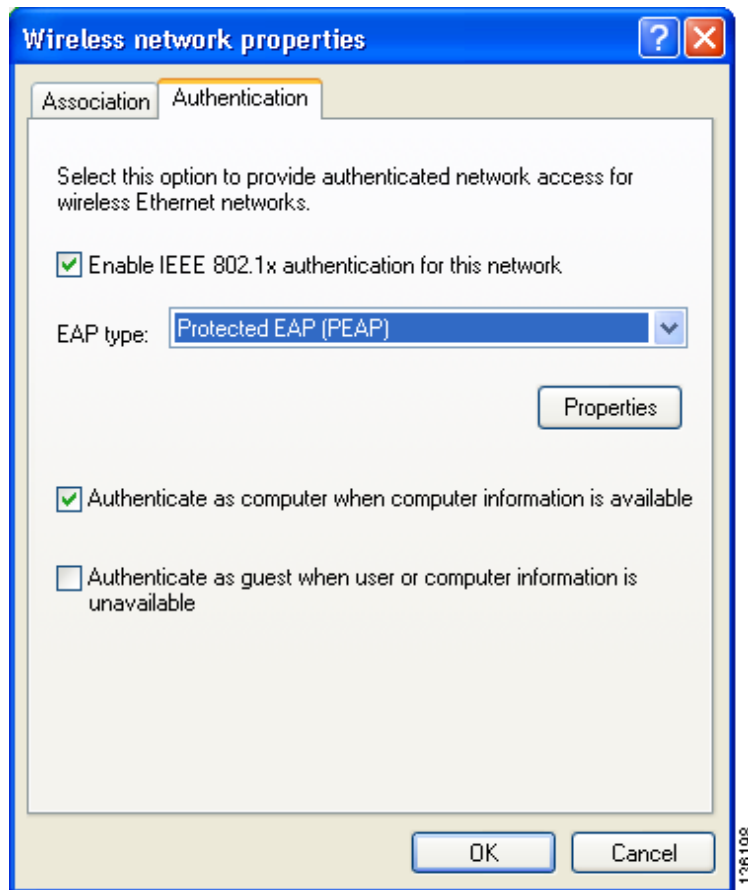 Wireless network properties
?
Association Authentication
Select this option to provide authenticated network access for
wireless Ethernet networks.
Enable IEEE 802.1x authentication for this network
EAP type: Protected EAP (PEAP)
Properties
Authenticate as computer when computer information is available
Authenticate as guest when user or computer information is
unavailable
OK Cancel
126198